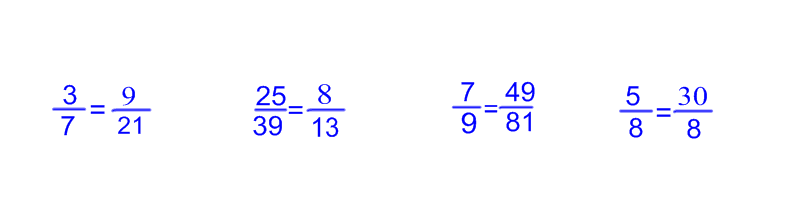 3/7 = 9/21
25/39 = 8/13
7/9 = 49/81
5/8 = 30/8